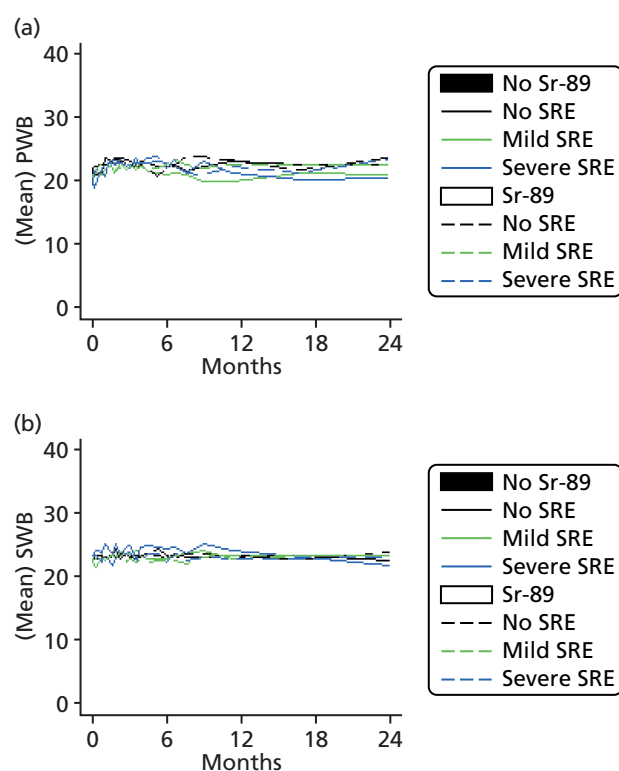 (a)
40
30
20
10
0
(Mean) PWB
0 6 12 18 24
Months
No Sr-89
No SRE
Mild SRE
Severe SRE
Sr-89
No SRE
Mild SRE
Severe SRE
(b)
40
30
20
10
0
(Mean) SWB
0 6 12 18 24
Months
No Sr-89
No SRE
Mild SRE
Severe SRE
Sr-89
No SRE
Mild SRE
Severe SRE